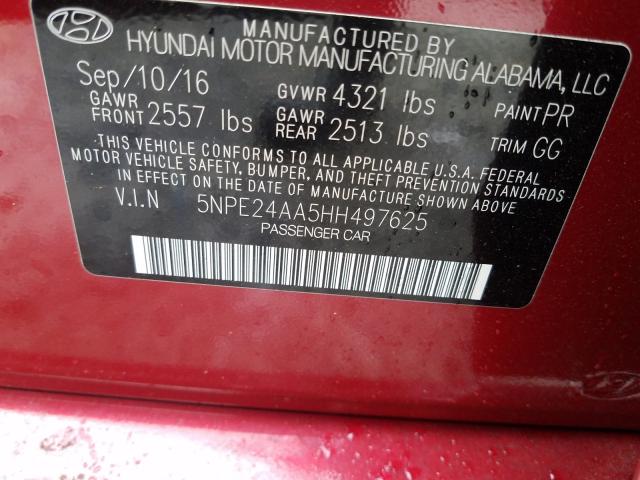 MANUFACTURED BY
HYUNDAI MOTOR MANUFACTURING ALABAMA, LLC
Sep/10/16 GVWR 4321 lbs PAINT PR
GAWR FRONT 2557 lbs GAWR REAR 2513 lbs TRIM GG
THIS VEHICLE CONFORMS TO ALL APPLICABLE U.S.A. FEDERAL
MOTOR VEHICLE SAFETY, BUMPER, AND THEFT PREVENTION STANDARDS
IN EFFECT ON THE DATE OF MANUFACTURE SHOWN ABOVE
V.I.N 5NPE24AA5HH497625
PASSENGER CAR